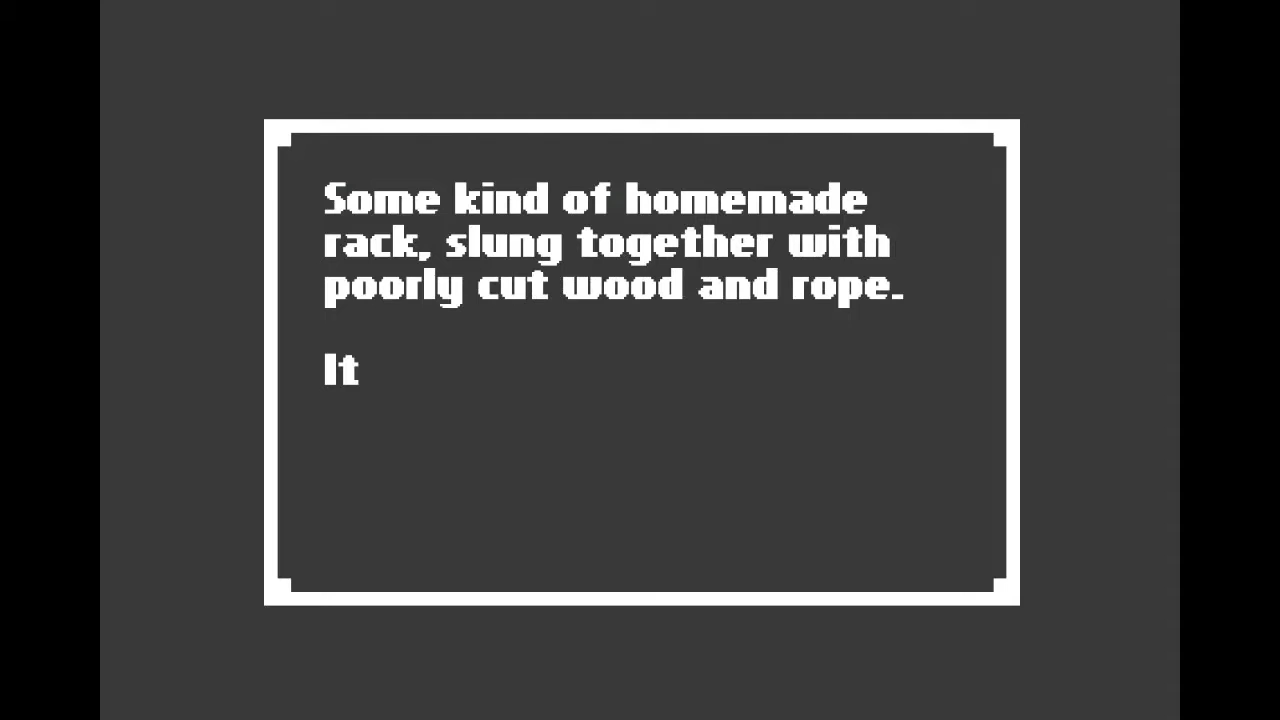 Some kind of homemade
rack, slung together with
poorly cut wood and rope.
It